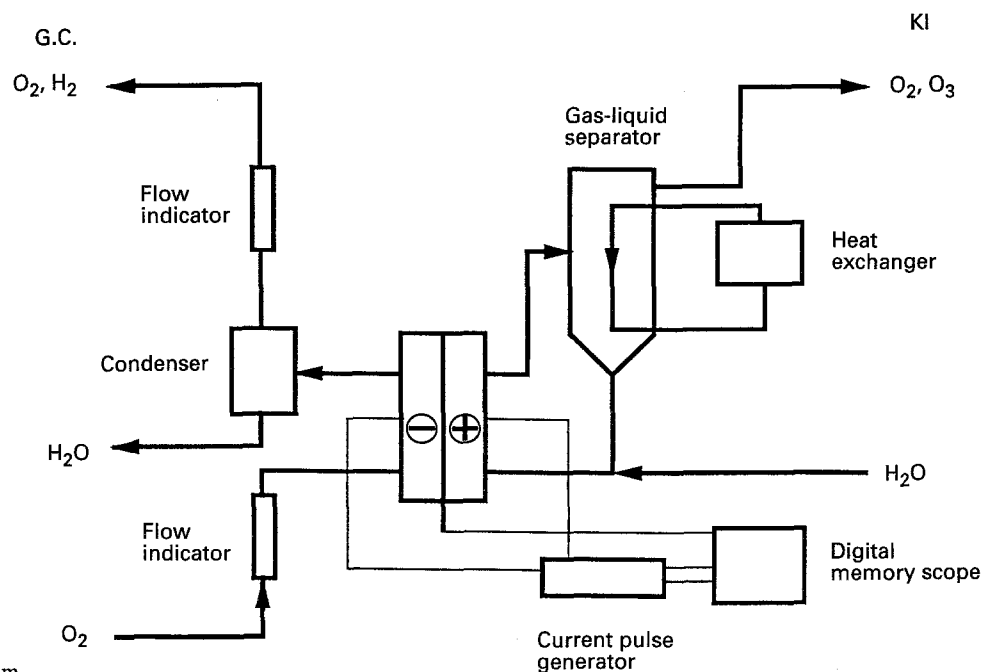 G.C.
KI
O2, H2
O2, O3
Gas-liquid
separator
Flow
indicator
Heat
exchanger
Condenser
− +
H2O
H2O
Flow
indicator
Digital
memory scope
O2
Current pulse
generator
m